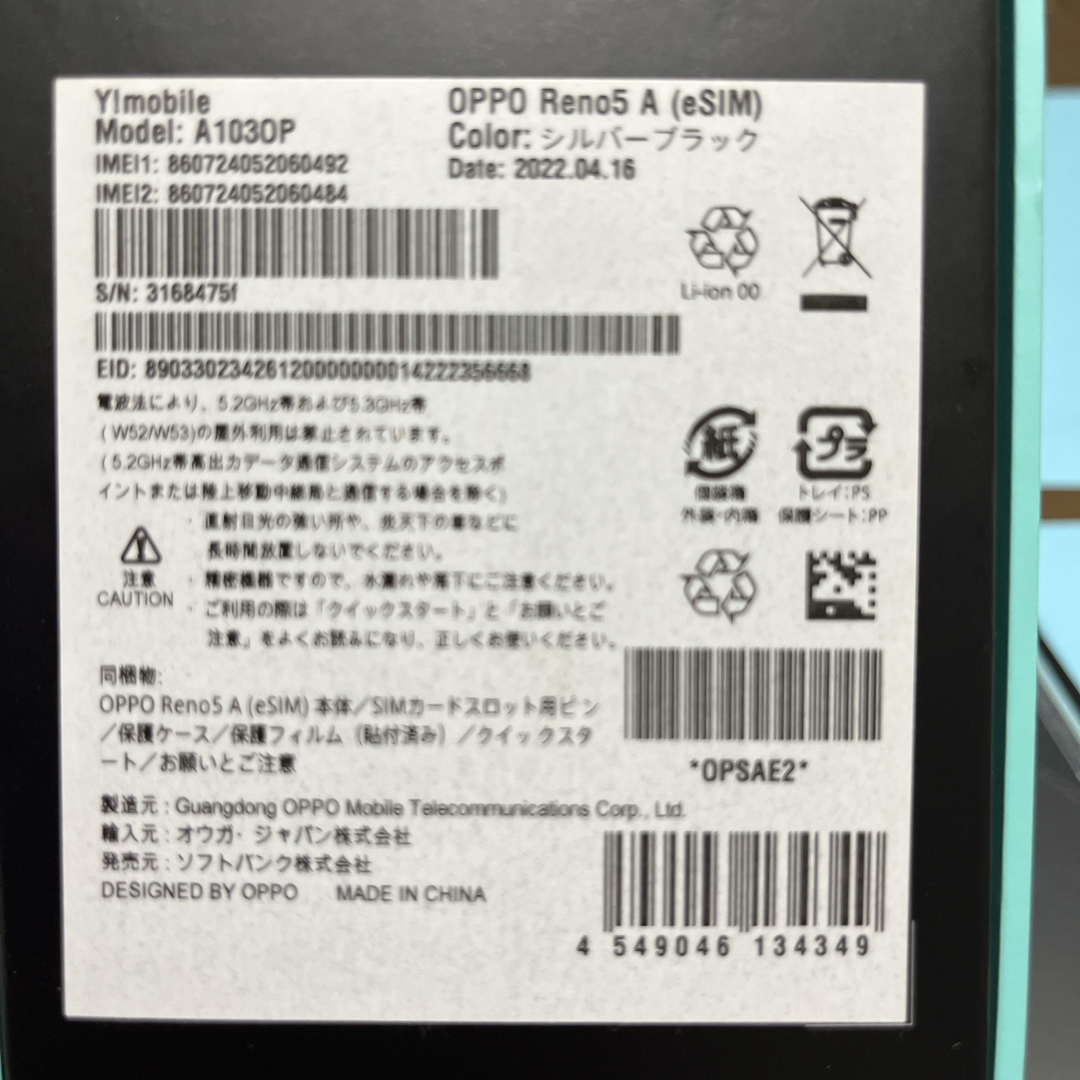 Y!mobile
Model: A103OP
IMEI1: 860724052060492
IMEI2: 860724052060484
OPPO Reno5 A (eSIM)
Color: シルバーブラック
Date: 2022.04.16
S/N: 3168475f
Li-ion 00
EID: 89033023426120000000014222356668
電波法により、5.2GHz帯および5.3GHz帯
(W52/W53)の屋外利用は禁止されています。
(5.2GHz帯高出力データ通信システムのアクセスポ
イントまたは陸上移動中継局と通信する場合を除く)
紙
個装箱
外装・内箱
プラ
トレイ:PS
保護シート:PP
注意
CAUTION
・直射日光の強い所や、炎天下の車などに
長時間放置しないでください。
・精密機器ですので、水濡れや落下にご注意ください。
・ご利用の際は「クイックスタート」と「お願いとご
注意」をよくお読みになり、正しくお使いください。
同梱物:
OPPO Reno5 A (eSIM) 本体／SIMカードスロット用ピン
／保護ケース／保護フィルム（貼付済み）／クイックスタ
ート／お願いとご注意
*OPSAE2*
製造元:Guangdong OPPO Mobile Telecommunications Corp., Ltd.
輸入元:オウガ・ジャパン株式会社
発売元:ソフトバンク株式会社
DESIGNED BY OPPO MADE IN CHINA
4 549046 134349